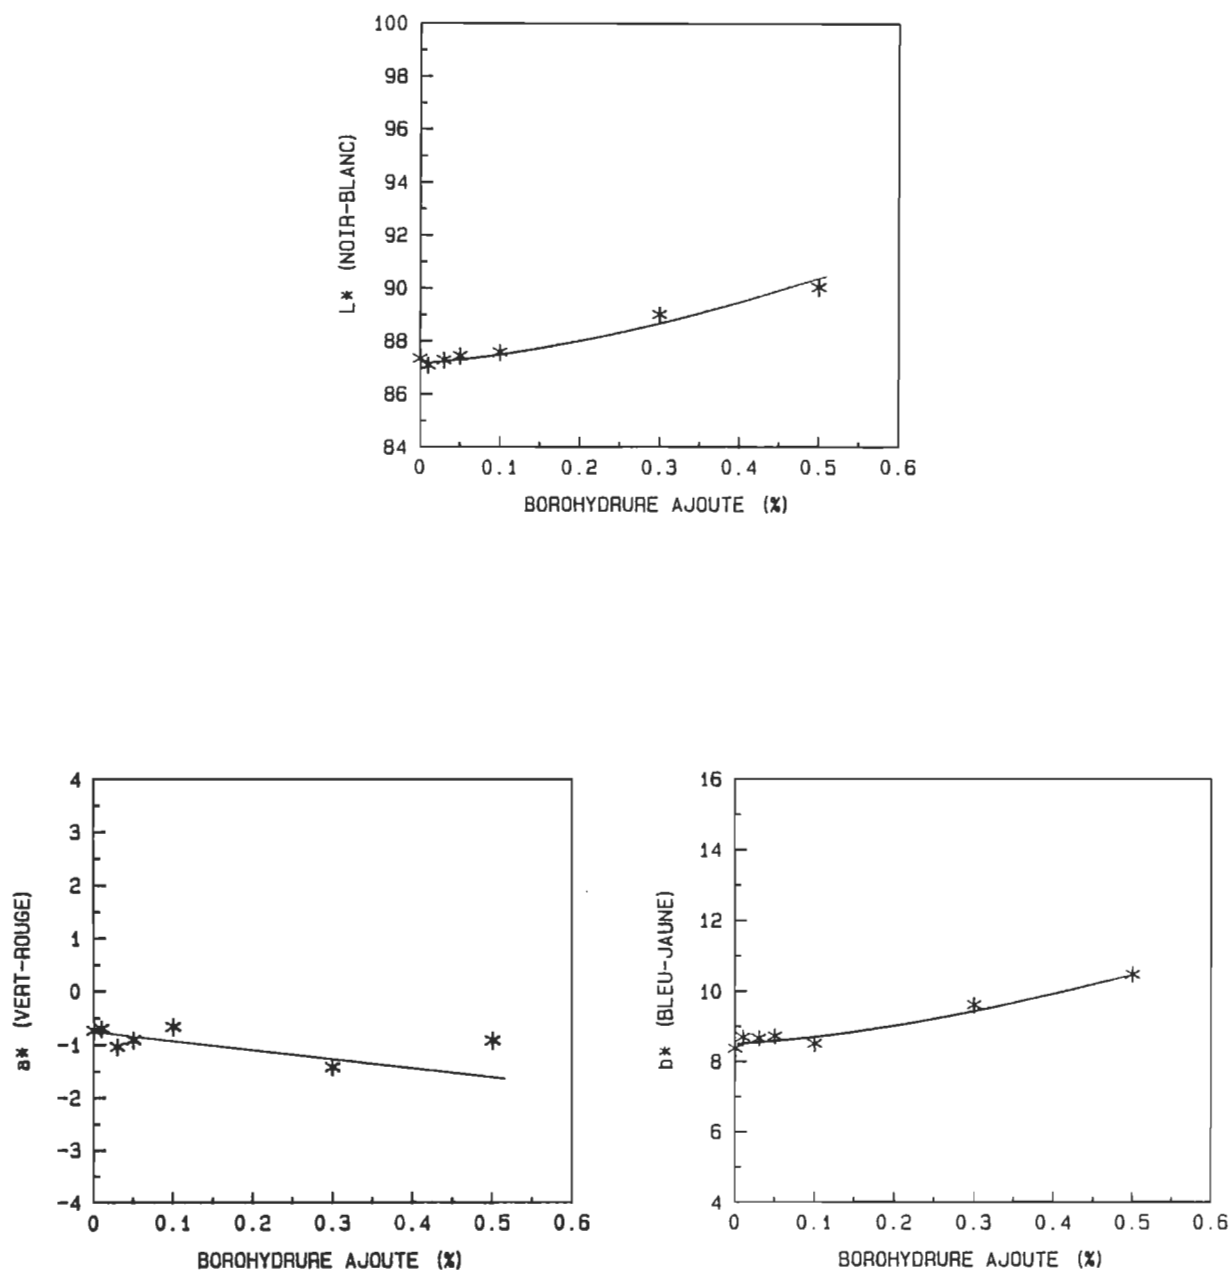 100
98
96
94
92
90
88
86
84
L* (NOIR-BLANC)
0 0.1 0.2 0.3 0.4 0.5 0.6
BOROHYDRURE AJOUTE (%)
4
3
2
1
0
-1
-2
-3
-4
a* (VERT-ROUGE)
0 0.1 0.2 0.3 0.4 0.5 0.6
BOROHYDRURE AJOUTE (%)
16
14
12
10
8
6
4
b* (BLEU-JAUNE)
0 0.1 0.2 0.3 0.4 0.5 0.6
BOROHYDRURE AJOUTE (%)